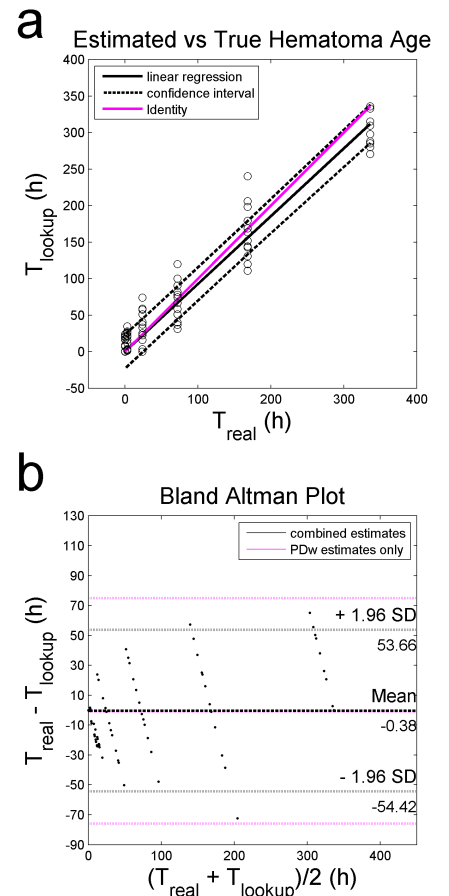 a
Estimated vs True Hematoma Age
400
350
300
250
200
150
100
50
0
-50
linear regression
confidence interval
Identity
T_lookup (h)
0 100 200 300 400
T_real (h)
b
Bland Altman Plot
130
110
90
70
50
30
10
-10
-30
-50
-70
-90
combined estimates
PDw estimates only
+ 1.96 SD
53.66
Mean
-0.38
- 1.96 SD
-54.42
T_real - T_lookup (h)
0 100 200 300 400
(T_real + T_lookup)/2 (h)